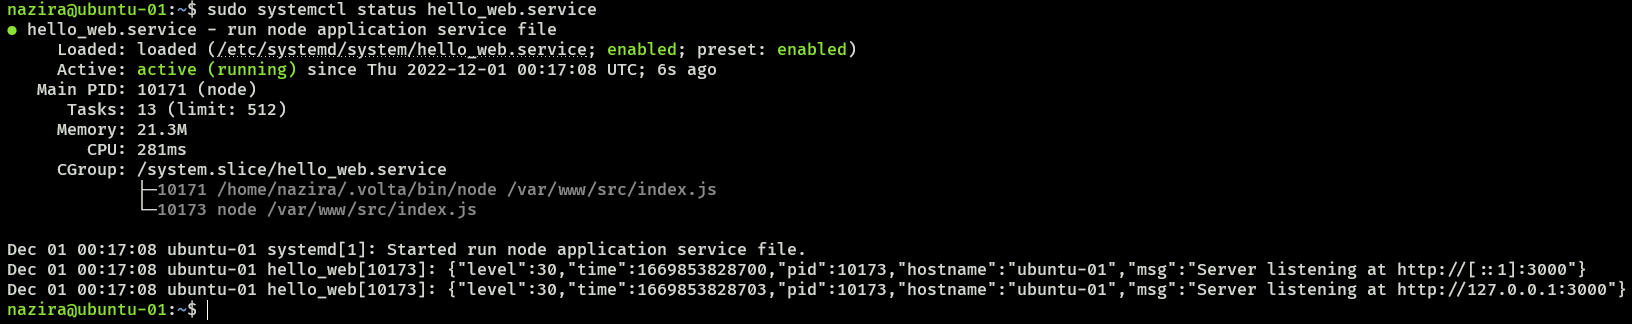 nazira@ubuntu-01:~$ sudo systemctl status hello_web.service
● hello_web.service - run node application service file
     Loaded: loaded (/etc/systemd/system/hello_web.service; enabled; preset: enabled)
     Active: active (running) since Thu 2022-12-01 00:17:08 UTC; 6s ago
   Main PID: 10171 (node)
      Tasks: 13 (limit: 512)
     Memory: 21.3M
        CPU: 281ms
     CGroup: /system.slice/hello_web.service
             ├─10171 /home/nazira/.volta/bin/node /var/www/src/index.js
             └─10173 node /var/www/src/index.js

Dec 01 00:17:08 ubuntu-01 systemd[1]: Started run node application service file.
Dec 01 00:17:08 ubuntu-01 hello_web[10173]: {"level":30,"time":1669853828700,"pid":10173,"hostname":"ubuntu-01","msg":"Server listening at http://[::1]:3000"}
Dec 01 00:17:08 ubuntu-01 hello_web[10173]: {"level":30,"time":1669853828703,"pid":10173,"hostname":"ubuntu-01","msg":"Server listening at http://127.0.0.1:3000"}
nazira@ubuntu-01:~$